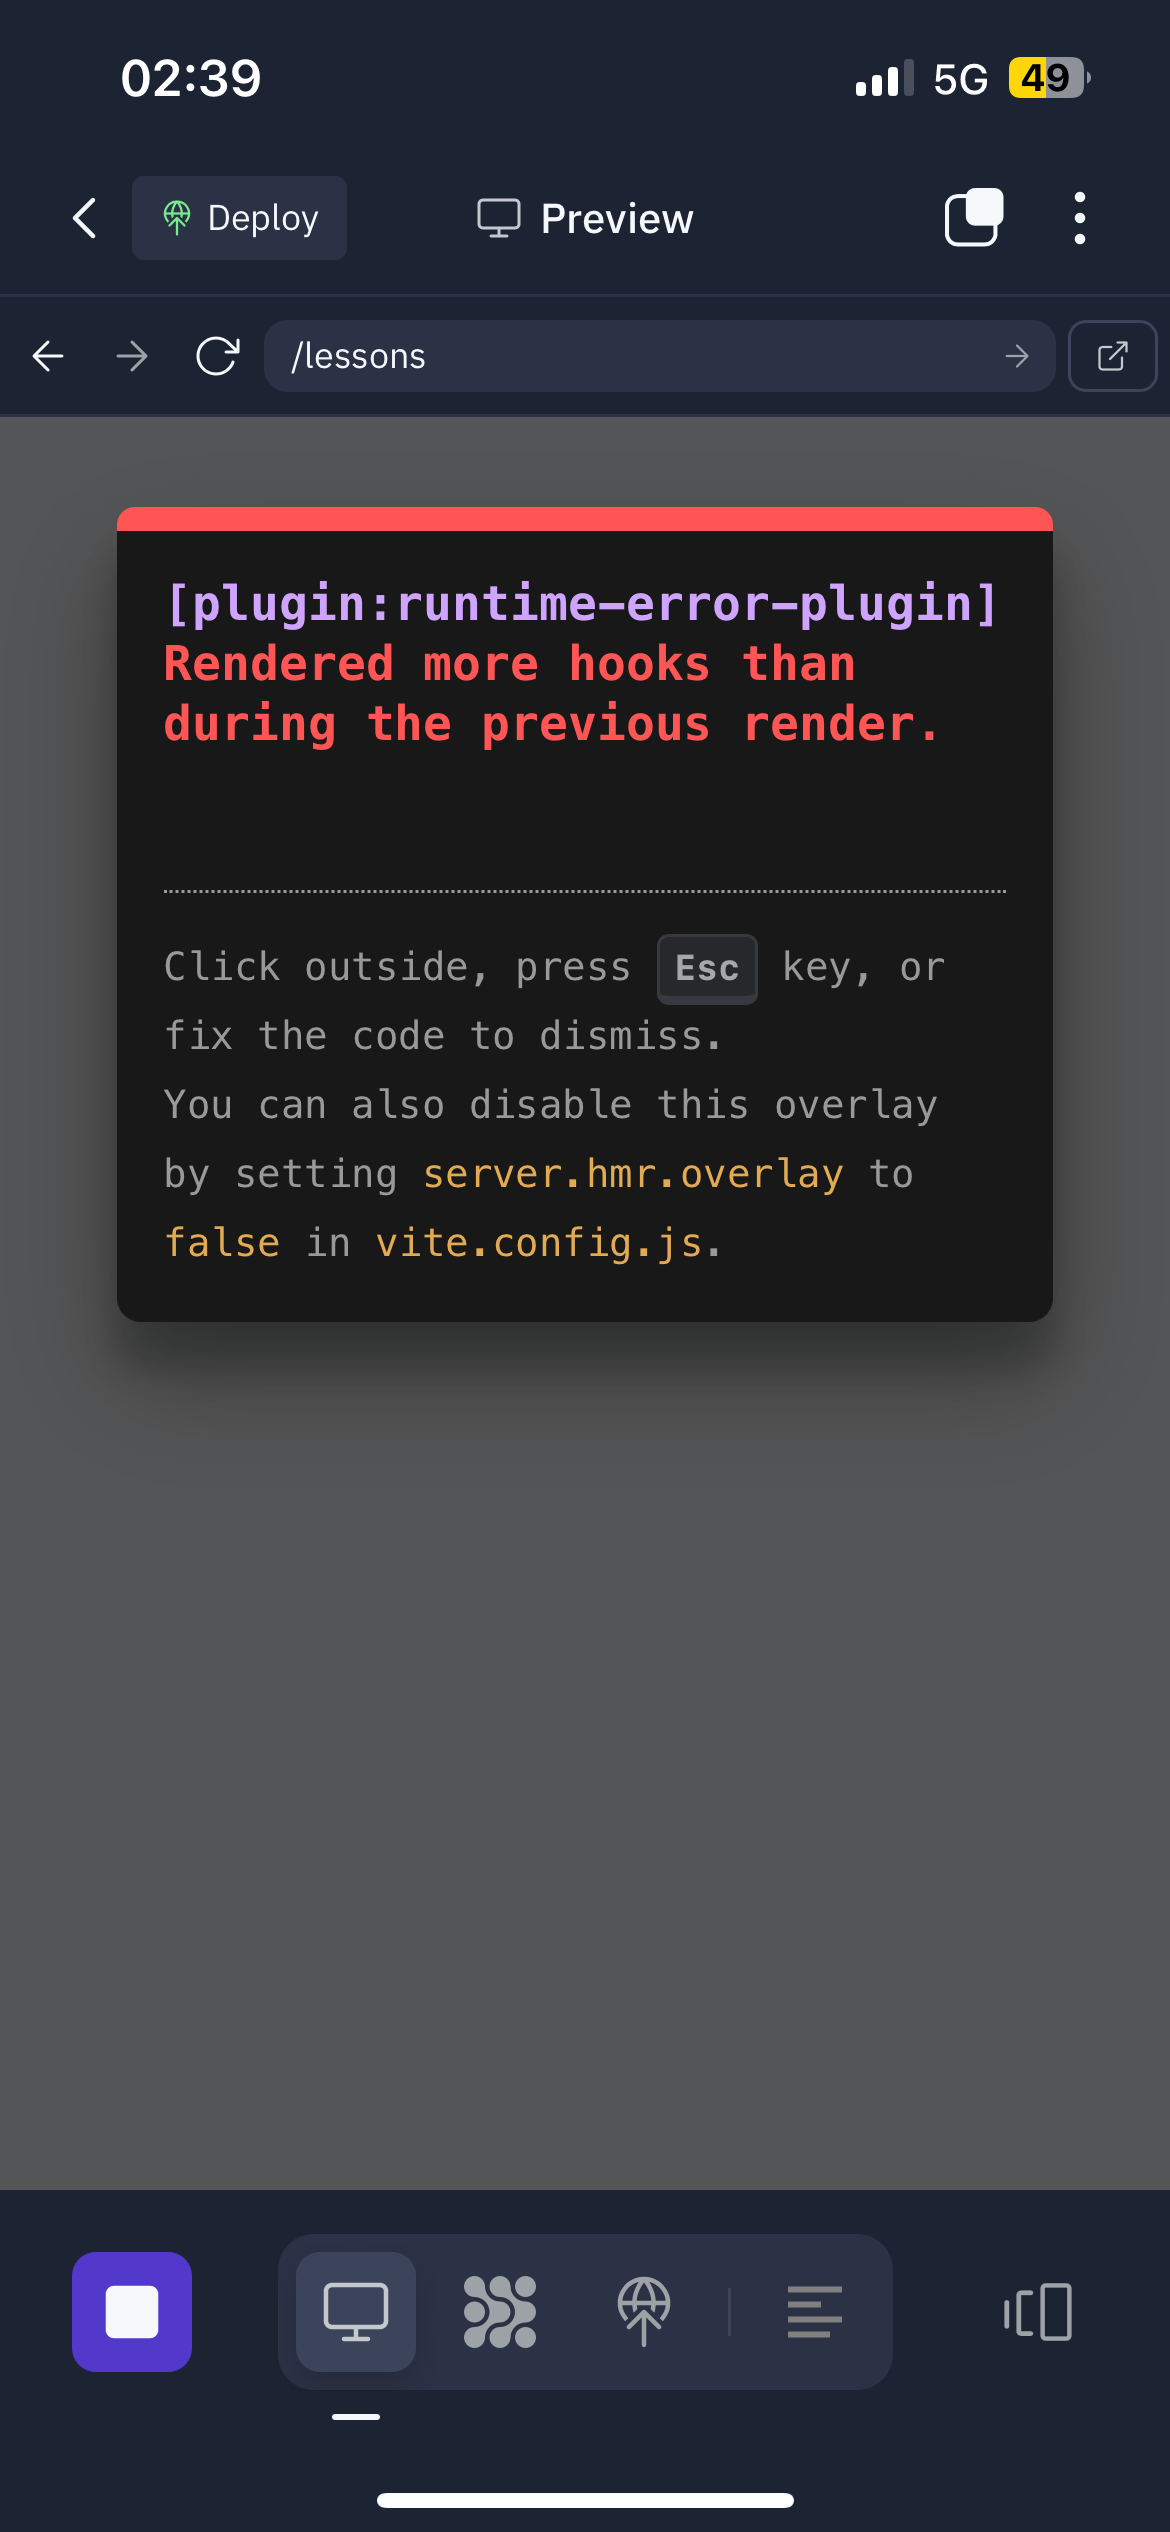 02:39
5G
49
Deploy
Preview
/lessons
[plugin:runtime-error-plugin]
Rendered more hooks than
during the previous render.
Click outside, press Esc key, or
fix the code to dismiss.
You can also disable this overlay
by setting server.hmr.overlay to
false in vite.config.js.